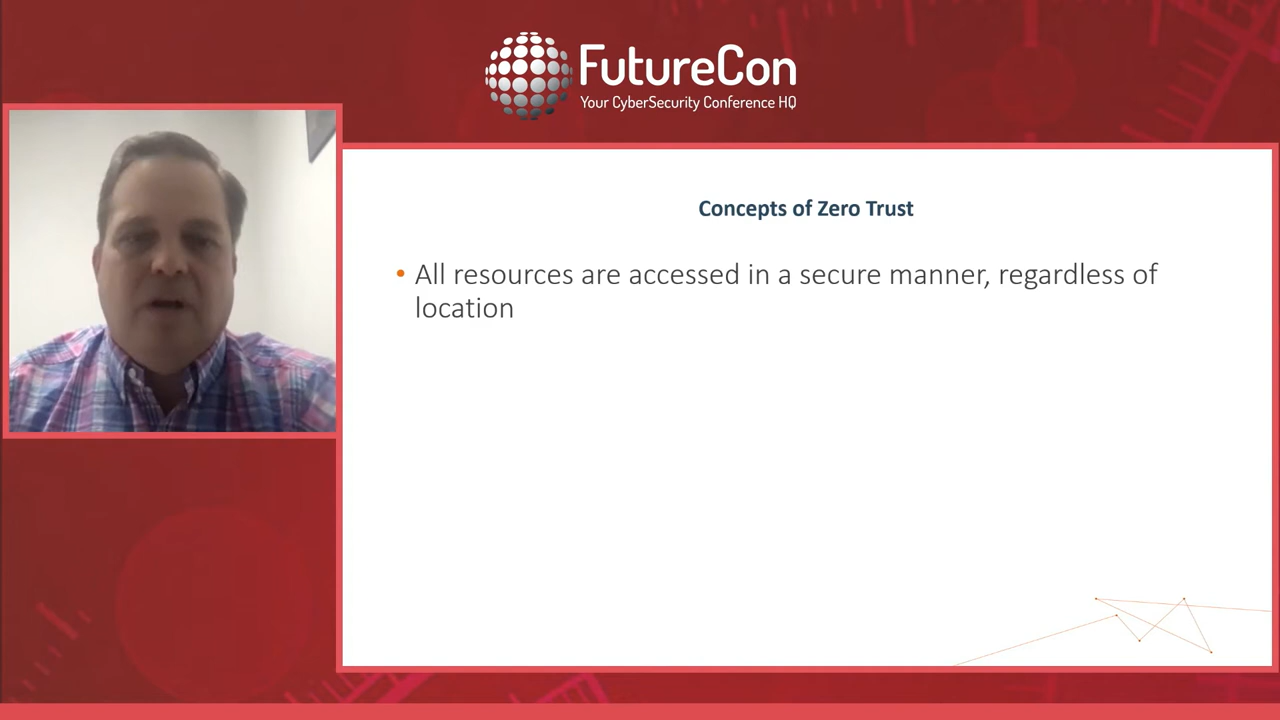 FutureCon
Your CyberSecurity Conference HQ
Concepts of Zero Trust
• All resources are accessed in a secure manner, regardless of
location